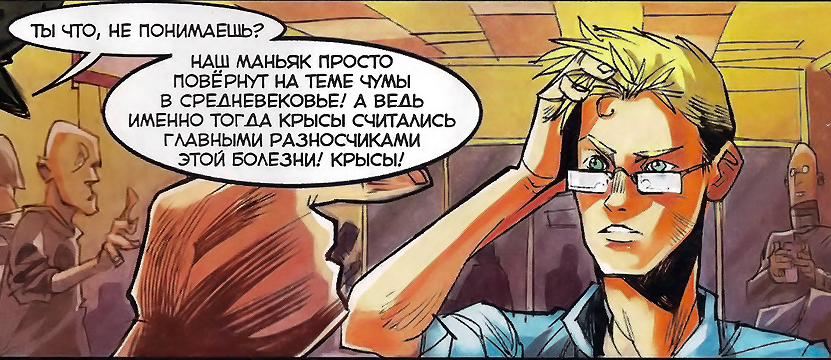 ТЫ ЧТО, НЕ ПОНИМАЕШЬ?
НАШ МАНЬЯК ПРОСТО
ПОВЁРНУТ НА ТЕМЕ ЧУМЫ
В СРЕДНЕВЕКОВЬЕ! А ВЕДЬ
ИМЕННО ТОГДА КРЫСЫ СЧИТАЛИСЬ
ГЛАВНЫМИ РАЗНОСЧИКАМИ
ЭТОЙ БОЛЕЗНИ! КРЫСЫ!